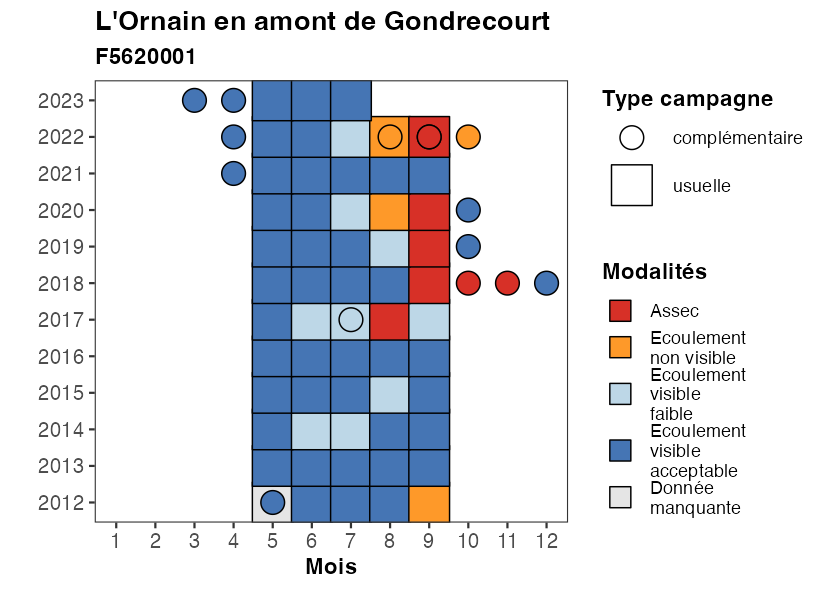 L'Ornain en amont de Gondrecourt
F5620001
2023
2022
2021
2020
2019
2018
2017
2016
2015
2014
2013
2012
1 2 3 4 5 6 7 8 9 10 11 12
Mois
Type campagne
complémentaire
usuelle
Modalités
Assec
Ecoulement
non visible
Ecoulement
visible
faible
Ecoulement
visible
acceptable
Donnée
manquante